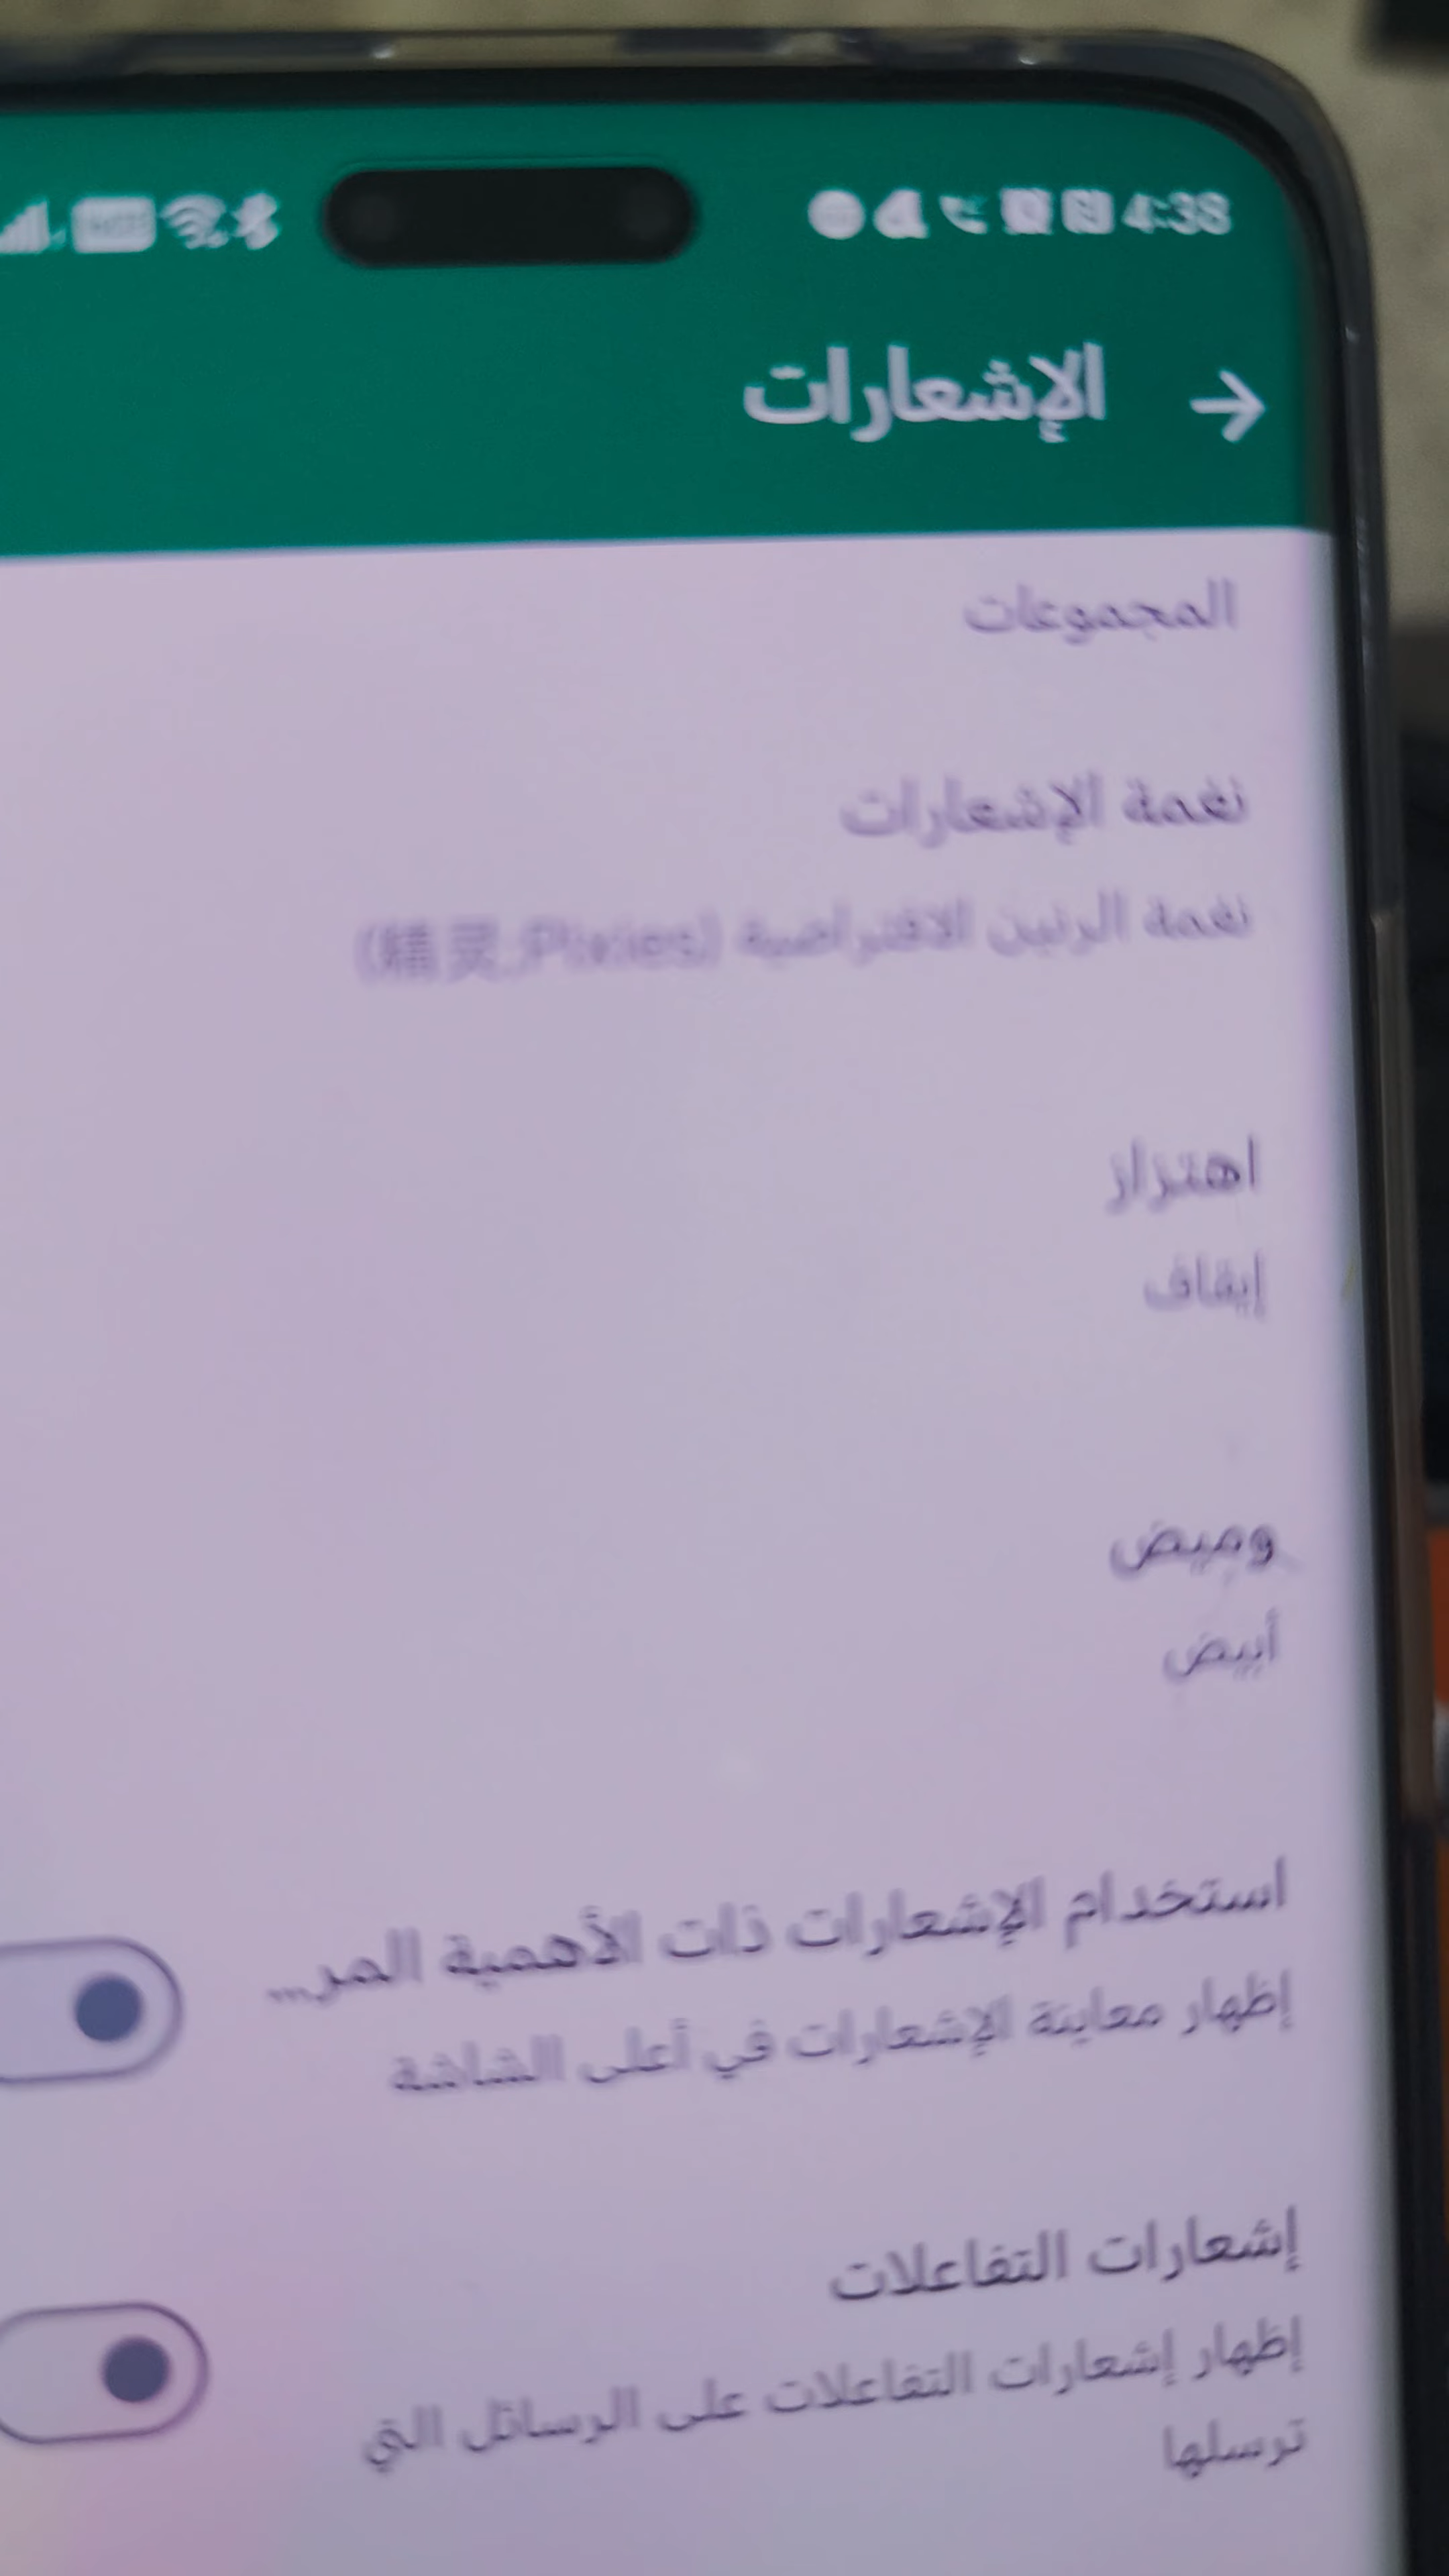 4:38
الإشعارات
المجموعات
نغمة الإشعارات
نغمة الرنين الافتراضية (精灵,Pixies)
اهتزاز
إيقاف
وميض
أبيض
استخدام الإشعارات ذات الأهمية المر...
إظهار معاينة الإشعارات في أعلى الشاشة
إشعارات التفاعلات
إظهار إشعارات التفاعلات على الرسائل التي
ترسلها